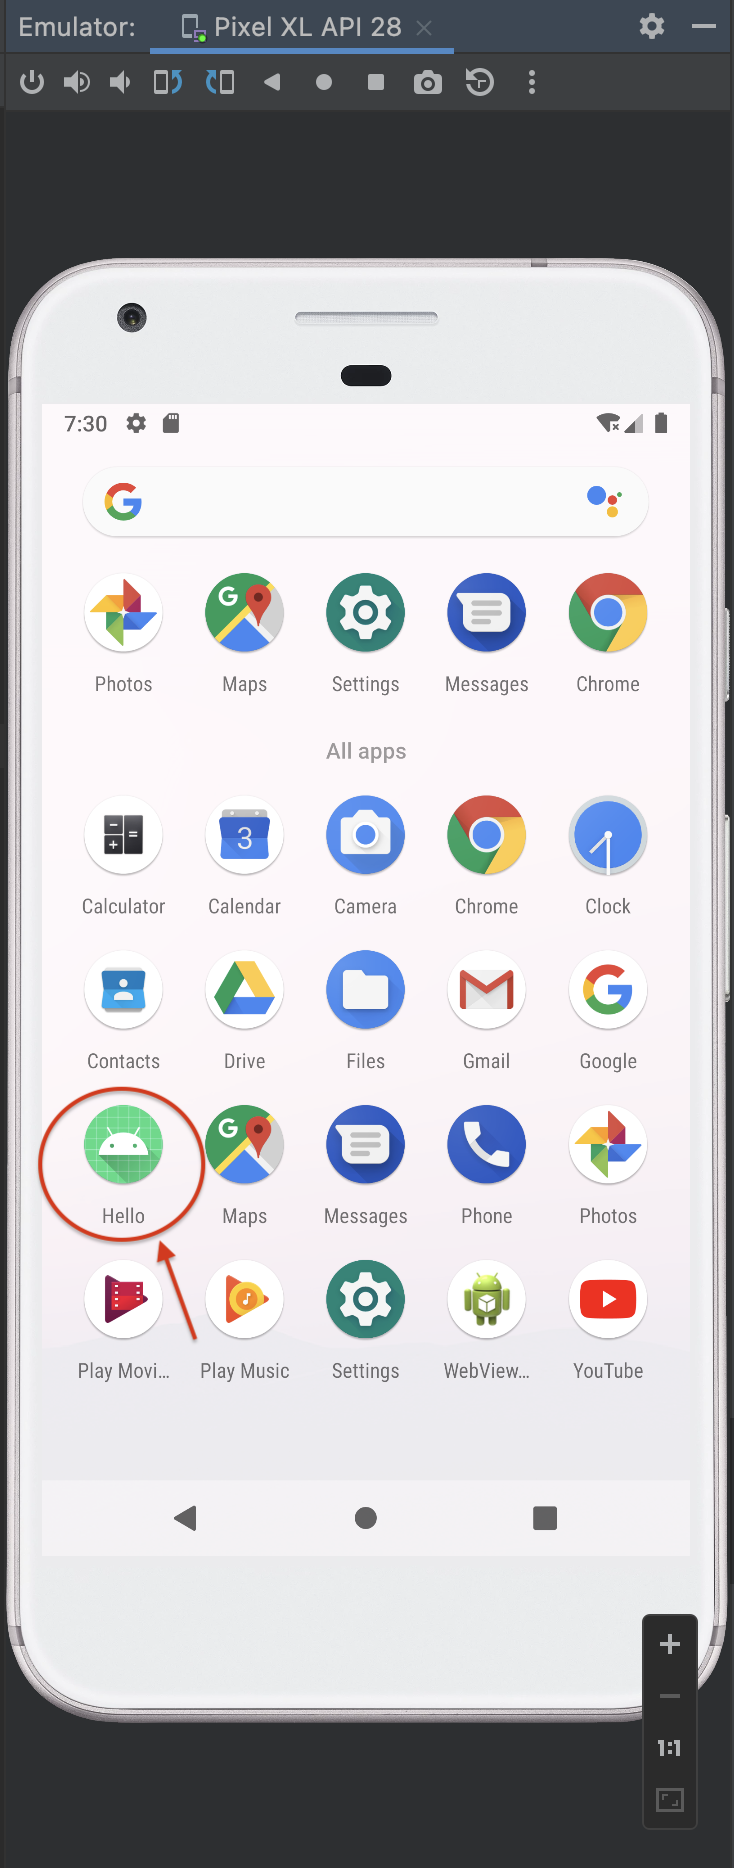 Emulator: Pixel XL API 28
7:30
Photos Maps Settings Messages Chrome
All apps
3
Calculator Calendar Camera Chrome Clock
Contacts Drive Files Gmail Google
Hello Maps Messages Phone Photos
Play Movi... Play Music Settings WebView... YouTube
1:1